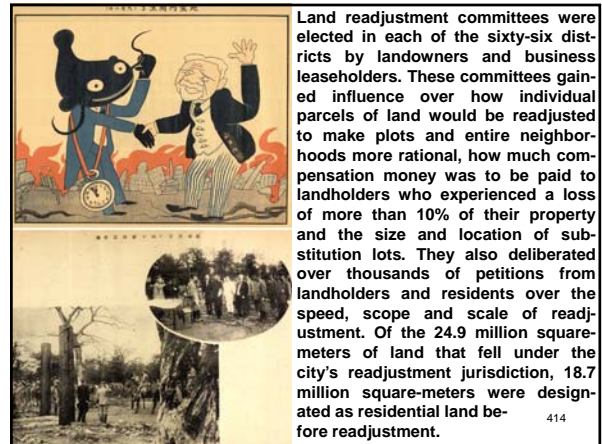 Land readjustment committees were
elected in each of the sixty-six dist-
ricts by landowners and business
leaseholders. These committees gain-
ed influence over how individual
parcels of land would be readjusted
to make plots and entire neighbor-
hoods more rational, how much com-
pensation money was to be paid to
landholders who experienced a loss
of more than 10% of their property
and the size and location of sub-
stitution lots. They also deliberated
over thousands of petitions from
landholders and residents over the
speed, scope and scale of readj-
ustment. Of the 24.9 million square-
meters of land that fell under the
city’s readjustment jurisdiction, 18.7
million square-meters were design-
ated as residential land be-
fore readjustment.
414